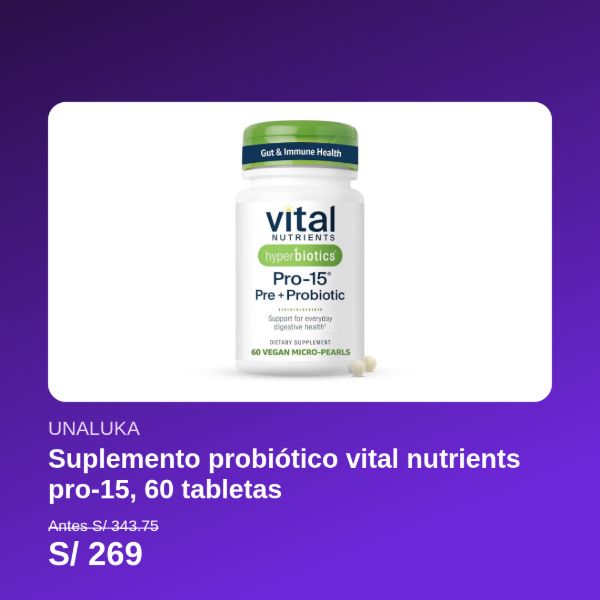 Gut & Immune Health
vital
NUTRIENTS
hyperbiotics®
Pro-15®
Pre + Probiotic
Support for everyday
digestive health†
DIETARY SUPPLEMENT
60 VEGAN MICRO-PEARLS
UNALUKA
Suplemento probiótico vital nutrients
pro-15, 60 tabletas
Antes S/ 343.75
S/ 269